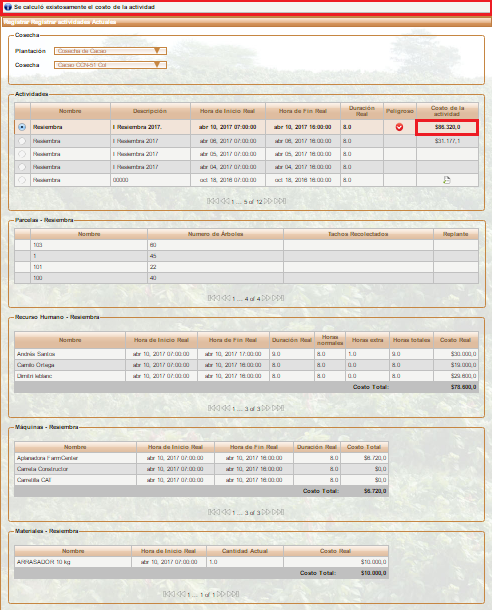 Se calculó existosamente el costo de la actividad
Registrar Registrar actividades Actuales
Cosecha
Plantación Cosecha de Cacao
Cosecha Cacao CCN-51 Col
Actividades
Nombre Descripción Hora de Inicio Real Hora de Fin Real Duración Real Peligroso Costo de la actividad
Resiembra I Resiembra 2017. abr 10, 2017 07:00:00 abr 10, 2017 16:00:00 8.0 $86.320,0
Resiembra I Resiembra 2017 abr 06, 2017 07:00:00 abr 06, 2017 16:00:00 8.0 $31.177,1
Resiembra I Resiembra 2017 abr 05, 2017 07:00:00 abr 05, 2017 16:00:00 8.0
Resiembra I Resiembra 2017 abr 04, 2017 07:00:00 abr 04, 2017 16:00:00 8.0
Resiembra 00000 oct 18, 2016 07:00:00 oct 18, 2016 16:00:00 8.0
1 ... 5 of 12
Parcelas - Resiembra
Nombre Numero de Árboles Tachos Recolectados Replante
103 60
1 45
101 22
100 40
1 ... 4 of 4
Recurso Humano - Resiembra
Nombre Hora de Inicio Real Hora de Fin Real Duración Real Horas normales Horas extra Horas totales Costo Real
Andrés Santos abr 10, 2017 07:00:00 abr 10, 2017 17:00:00 9.0 8.0 1.0 9.0 $30.000,0
Camilo Ortega abr 10, 2017 07:00:00 abr 10, 2017 16:00:00 8.0 8.0 0.0 8.0 $19.000,0
Dimitri leblanc abr 10, 2017 07:00:00 abr 10, 2017 16:00:00 8.0 8.0 0.0 8.0 $29.600,0
Costo Total: $78.600,0
1 ... 3 of 3
Máquinas - Resiembra
Nombre Hora de Inicio Real Hora de Fin Real Duración Real Costo Total
Aplanadora FarmCenter abr 10, 2017 07:00:00 abr 10, 2017 16:00:00 8.0 $6.720,0
Carreta Constructor abr 10, 2017 07:00:00 abr 10, 2017 16:00:00 8.0 $0,0
Carretilla CAT abr 10, 2017 07:00:00 abr 10, 2017 16:00:00 8.0 $0,0
Costo Total: $6.720,0
1 ... 3 of 3
Materiales - Resiembra
Nombre Hora de Inicio Real Cantidad Actual Costo Real
ARRASADOR 10 kg abr 10, 2017 07:00:00 1.0 $10.000,0
Costo Total: $10.000,0
1 ... 1 of 1